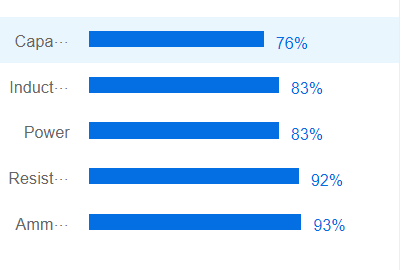 Capa··· 76%
Induct··· 83%
Power 83%
Resist··· 92%
Amm··· 93%